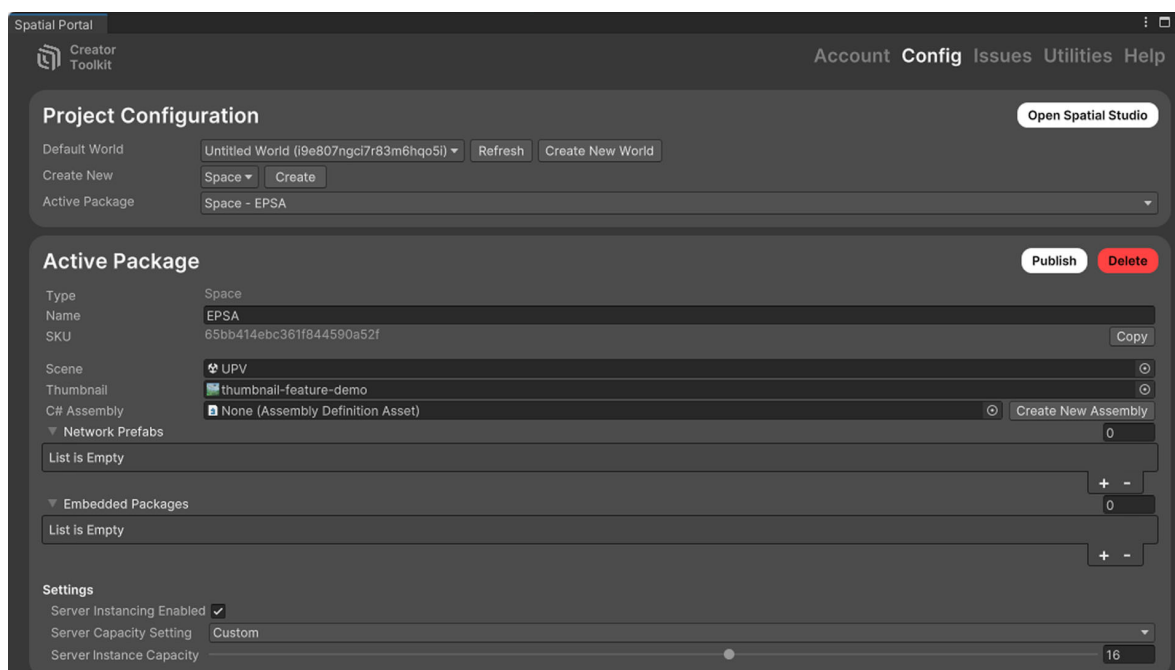 Spatial Portal
Creator
Toolkit
Account Config Issues Utilities Help
Project Configuration
Open Spatial Studio
Default World Untitled World (i9e807ngci7r83m6hqo5i) Refresh Create New World
Create New Space Create
Active Package Space - EPSA
Active Package
Publish Delete
Type Space
Name EPSA
SKU 65bb414ebc361f844590a52f Copy
Scene UPV
Thumbnail thumbnail-feature-demo
C# Assembly None (Assembly Definition Asset) Create New Assembly
Network Prefabs 0
List is Empty
+ -
Embedded Packages 0
List is Empty
+ -
Settings
Server Instancing Enabled
Server Capacity Setting Custom
Server Instance Capacity 16